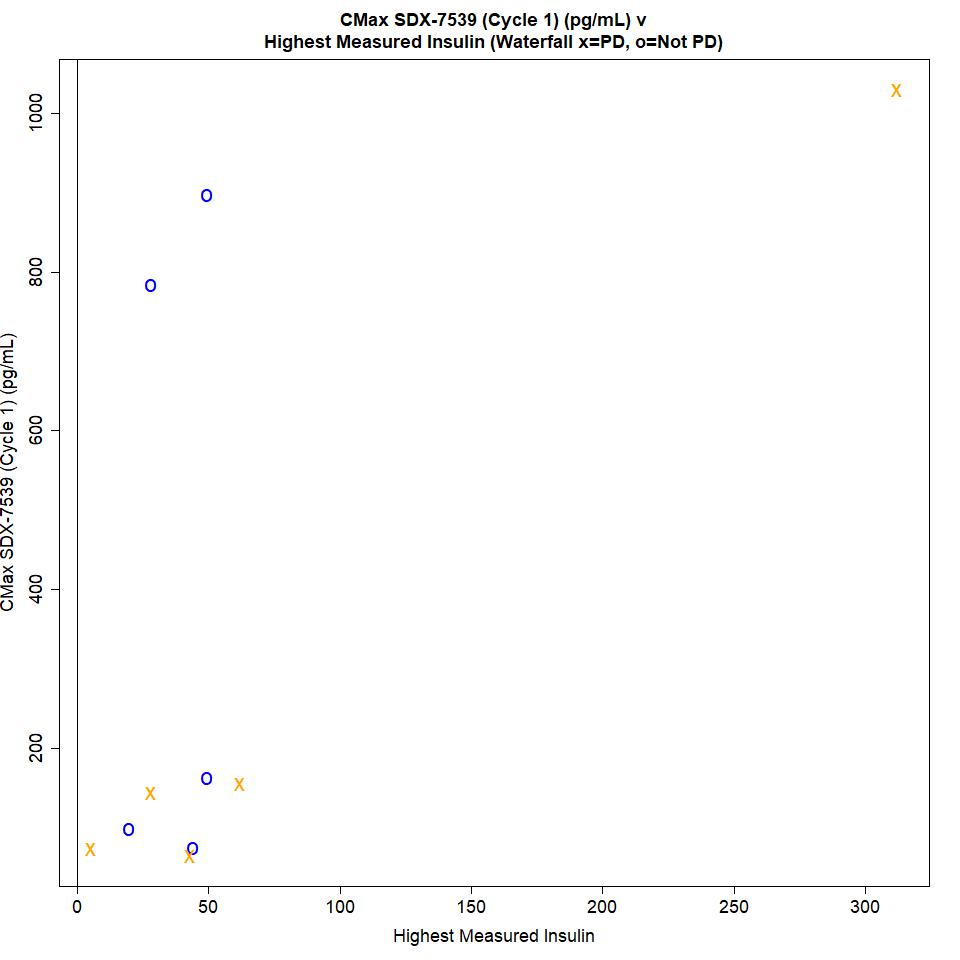 CMax SDX-7539 (Cycle 1) (pg/mL) v
Highest Measured Insulin (Waterfall x=PD, o=Not PD)
CMax SDX-7539 (Cycle 1) (pg/mL)
1000
800
600
400
200
X
O
O
O
X
X
O
X
O
X
0 50 100 150 200 250 300
Highest Measured Insulin